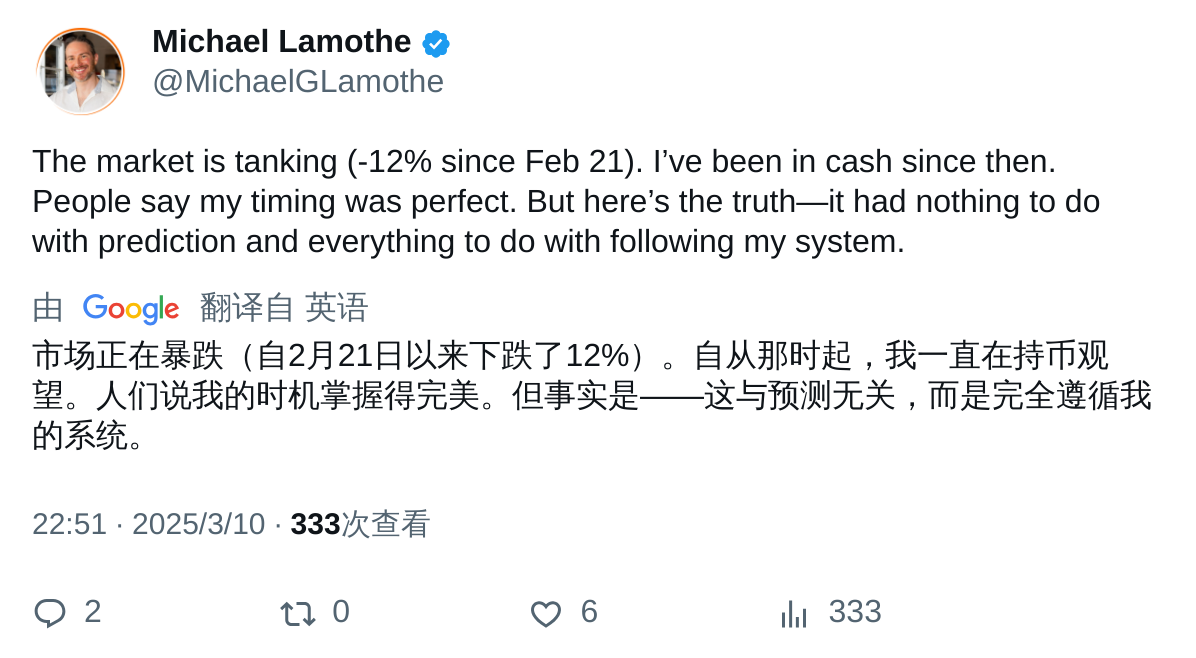 Michael Lamothe
@MichaelGLamothe
The market is tanking (-12% since Feb 21). I’ve been in cash since then.
People say my timing was perfect. But here’s the truth—it had nothing to do
with prediction and everything to do with following my system.
由 Google 翻译自 英语
市场正在暴跌（自2月21日以来下跌了12%）。自从那时起，我一直在持币观
望。人们说我的时机掌握得完美。但事实是——这与预测无关，而是完全遵循我
的系统。
22:51 · 2025/3/10 · 333次查看
2 0 6 333